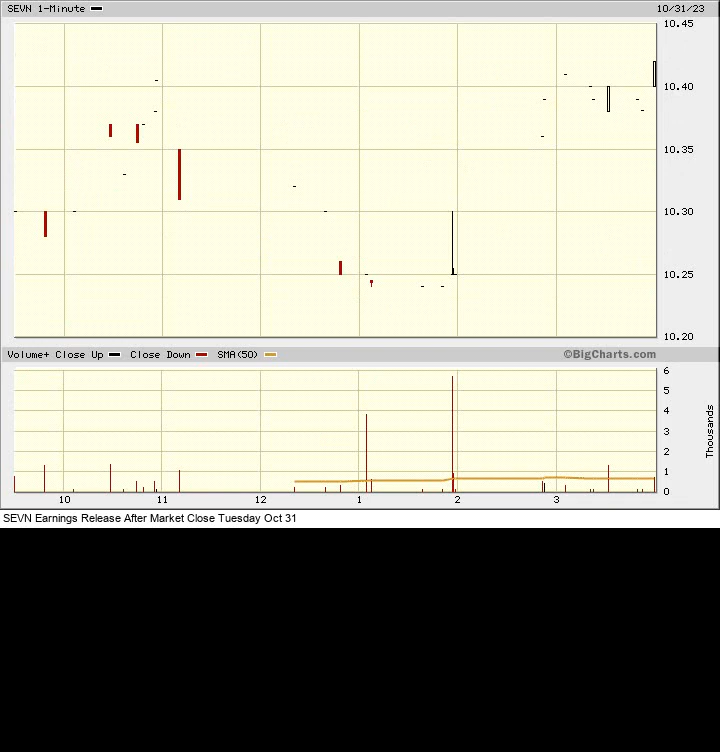 SEVN 1-Minute 10/31/23
10.45
10.40
10.35
10.30
10.25
10.20
Volume+ Close Up Close Down SMA(50) ©BigCharts.com
6
5
4
3
2
1
0
Thousands
10 11 12 1 2 3
SEVN Earnings Release After Market Close Tuesday Oct 31